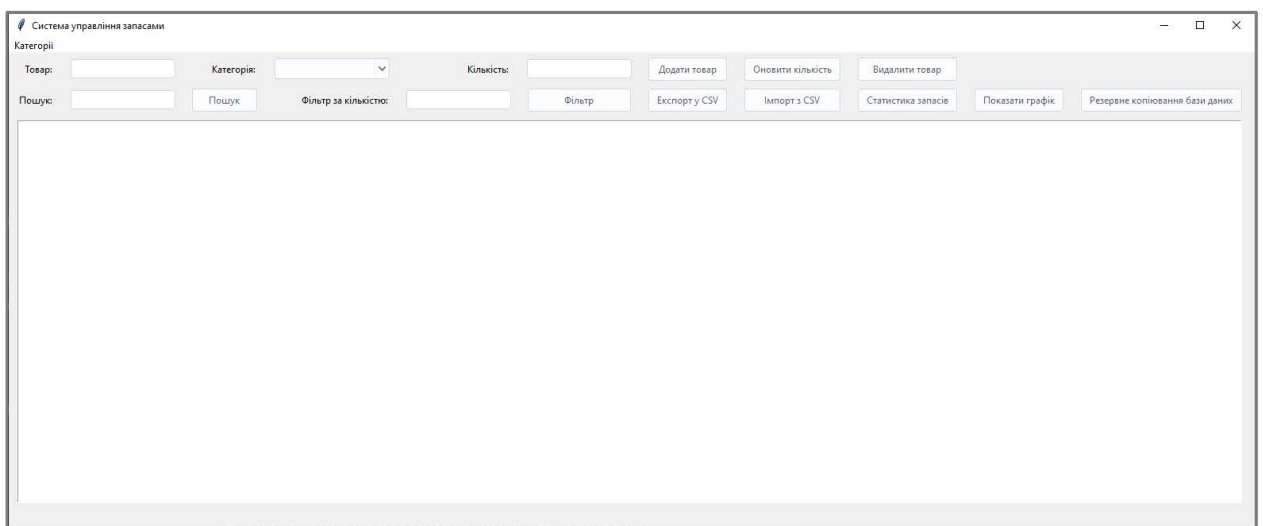 Система управління запасами
Категорії
Товар: Категорія: Кількість: Додати товар Оновити кількість Видалити товар
Пошук: Пошук Фільтр за кількістю: Фільтр Експорт у CSV Імпорт з CSV Статистика запасів Показати графік Резервне копіювання бази даних